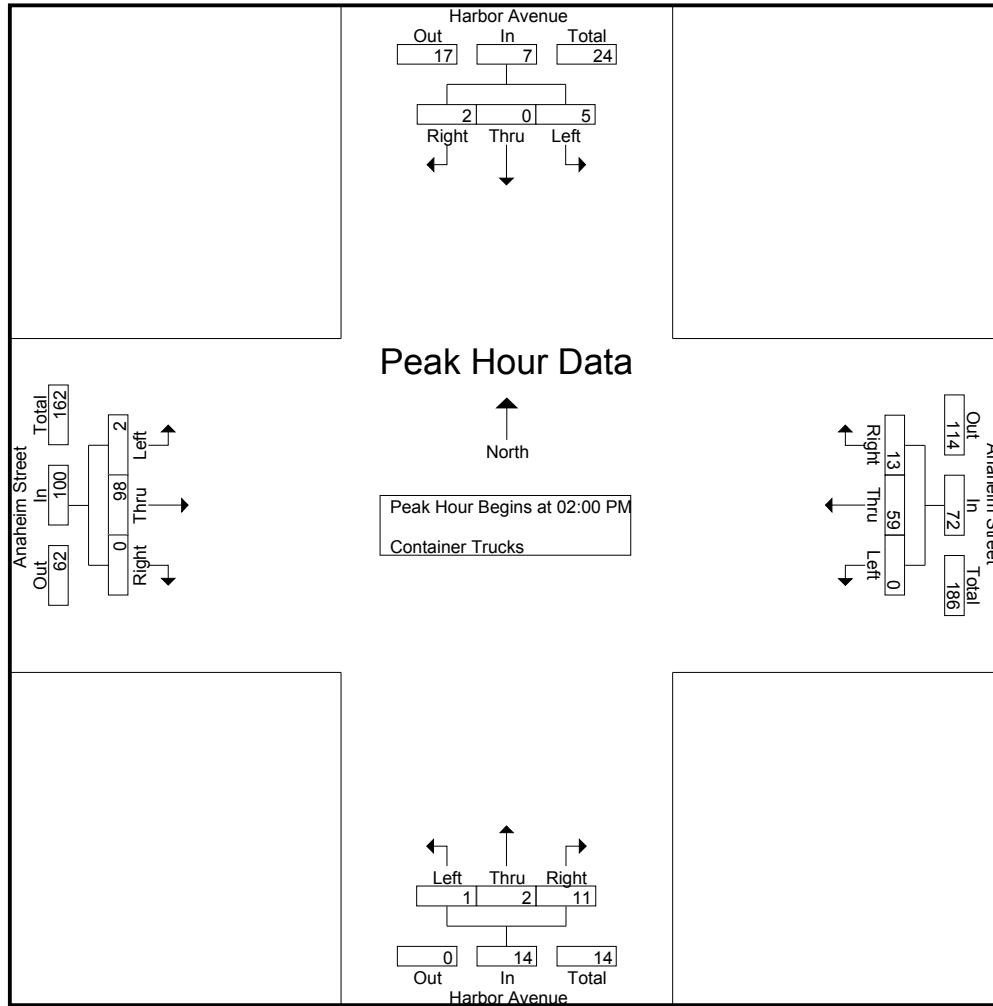 Harbor Avenue
Out In Total
17 7 24
2 0 5
Right Thru Left
Peak Hour Data
North
Peak Hour Begins at 02:00 PM
Container Trucks
Anaheim Street
Total In Out
162 100 62
2 98 0
Left Thru Right
Anaheim Street
Out In Total
114 72 186
13 59 0
Right Thru Left
Left Thru Right
1 2 11
0 14 14
Out In Total
Harbor Avenue